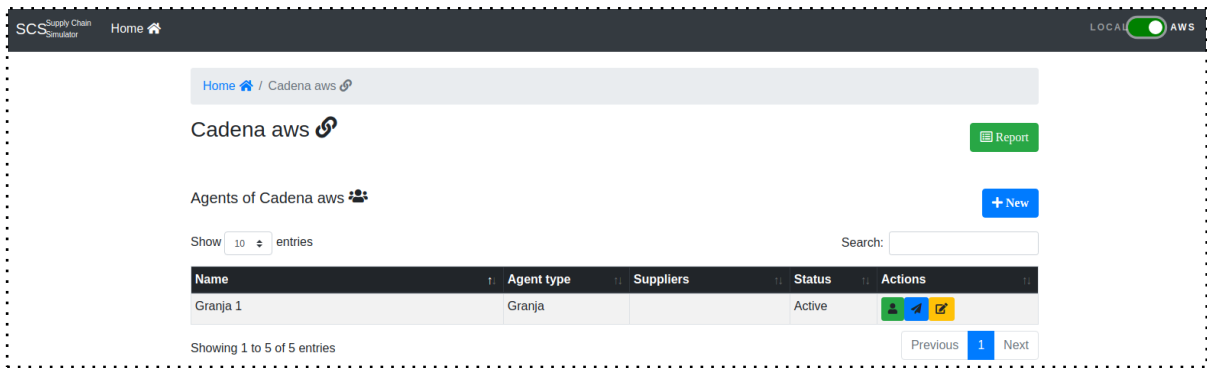 SCS Supply Chain Simulator Home LOCAL AWS
Home / Cadena aws
Cadena aws
Report
Agents of Cadena aws
New
Show 10 entries Search:
Name Agent type Suppliers Status Actions
Granja 1 Granja Active
Showing 1 to 5 of 5 entries Previous 1 Next